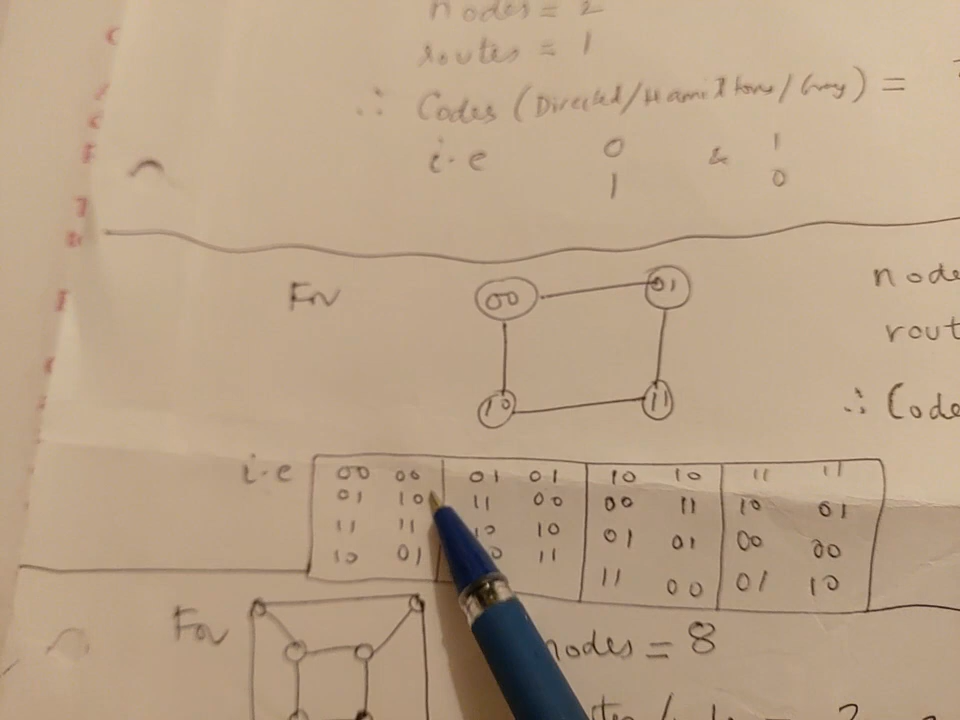 nodes = 2
routes = 1
∴ Codes (Directed/Hamiltons/Gray) =
i.e 0 & 1
1 0
For 00 01
node
rout
10 11
∴ Code
i.e 00 00 01 01 10 10 11 11
01 10 11 00 00 11 10 01
11 11 10 10 01 01 00 00
10 01 0 11 11 00 01 10
For
nodes = 8